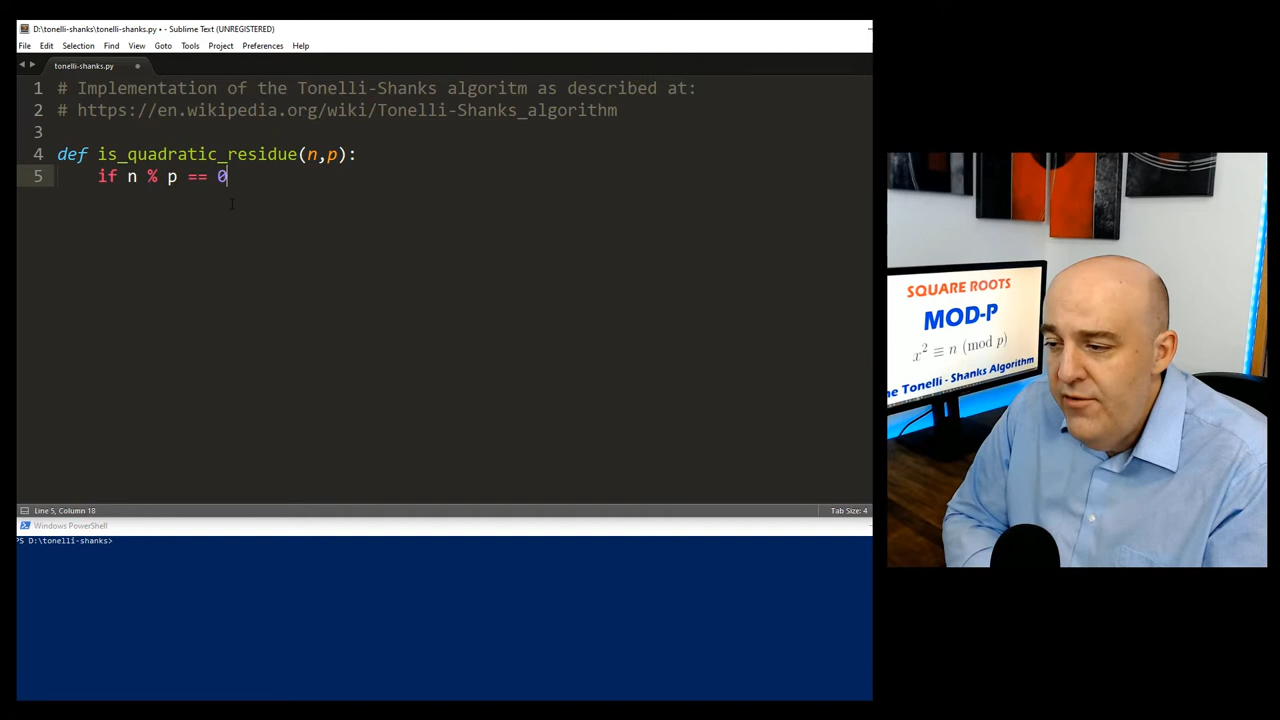 D:\tonelli-shanks\tonelli-shanks.py • - Sublime Text (UNREGISTERED)
File Edit Selection Find View Goto Tools Project Preferences Help
tonelli-shanks.py
1 # Implementation of the Tonelli-Shanks algoritm as described at:
2 # https://en.wikipedia.org/wiki/Tonelli-Shanks_algorithm
3
4 def is_quadratic_residue(n,p):
5 if n % p == 0
Line 5, Column 18 Tab Size: 4
Windows PowerShell
PS D:\tonelli-shanks>
SQUARE ROOTS
MOD-P
x² ≡ n (mod p)
he Tonelli - Shanks Algorithm